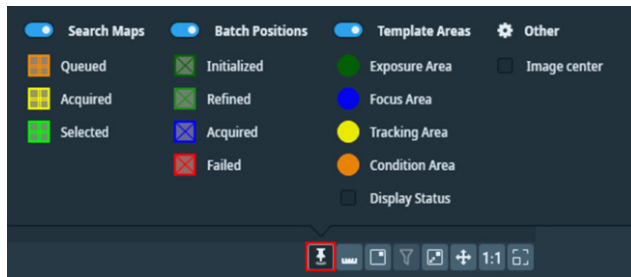 Search Maps
Queued
Acquired
Selected
Batch Positions
Initialized
Refined
Acquired
Failed
Template Areas
Exposure Area
Focus Area
Tracking Area
Condition Area
Display Status
Other
Image center
1:1